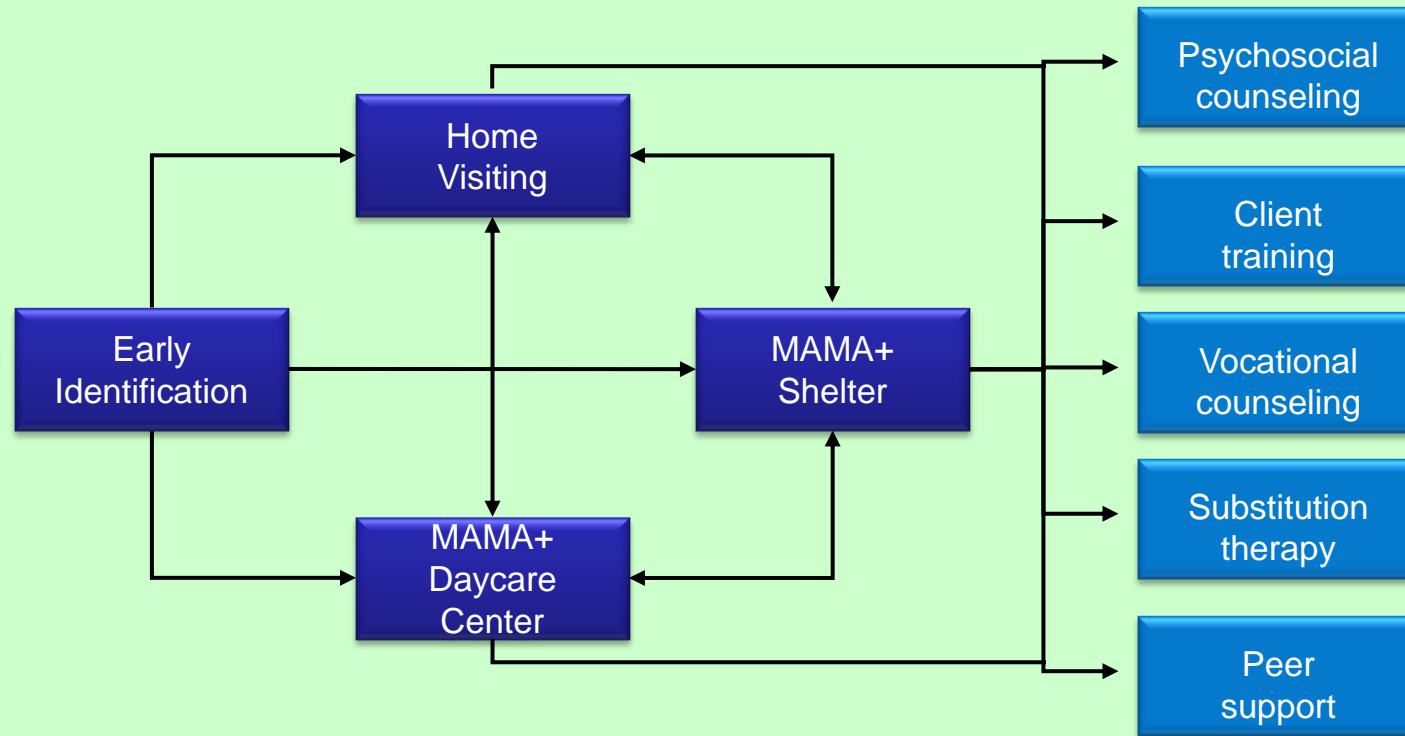 Psychosocial
counseling
Home
Visiting
Client
training
Early
Identification
MAMA+
Shelter
Vocational
counseling
MAMA+
Daycare
Center
Substitution
therapy
Peer
support